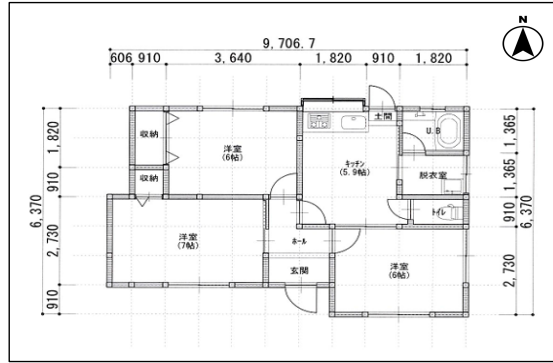 N
9,706.7
606 910 3,640 1,820 910 1,820
収納
洋室
(6帖)
収納
キッチン
(5.9帖)
土間
U.B
脱衣室
トイレ
洋室
(7帖)
ホール
玄関
洋室
(6帖)
1,820
910
2,730
910
6,370
1,365
1,365
910
2,730
6,370